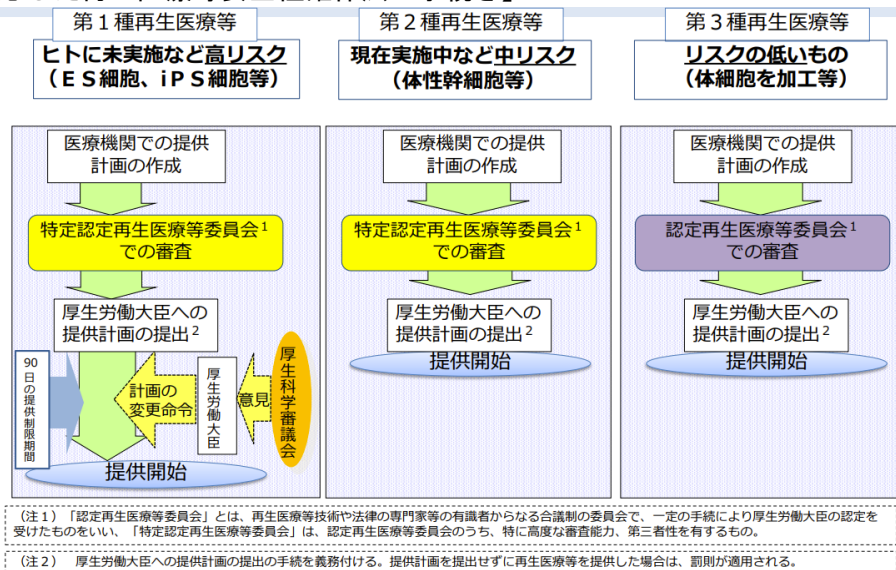 第１種再生医療等
ヒトに未実施など高リスク
（ＥＳ細胞、iＰＳ細胞等）
医療機関での提供
計画の作成
特定認定再生医療等委員会1
での審査
厚生労働大臣への
提供計画の提出2
90日の提供制限期間
計画の
変更命令
厚生労働大臣
意見
厚生科学審議会
提供開始
第２種再生医療等
現在実施中など中リスク
（体性幹細胞等）
医療機関での提供
計画の作成
特定認定再生医療等委員会1
での審査
厚生労働大臣への
提供計画の提出2
提供開始
第３種再生医療等
リスクの低いもの
（体細胞を加工等）
医療機関での提供
計画の作成
認定再生医療等委員会1
での審査
厚生労働大臣への
提供計画の提出2
提供開始
（注１）「認定再生医療等委員会」とは、再生医療等技術や法律の専門家等の有識者からなる合議制の委員会で、一定の手続により厚生労働大臣の認定を
受けたものをいい、「特定認定再生医療等委員会」は、認定再生医療等委員会のうち、特に高度な審査能力、第三者性を有するもの。
（注２）　厚生労働大臣への提供計画の提出の手続を義務付ける。提供計画を提出せずに再生医療等を提供した場合は、罰則が適用される。